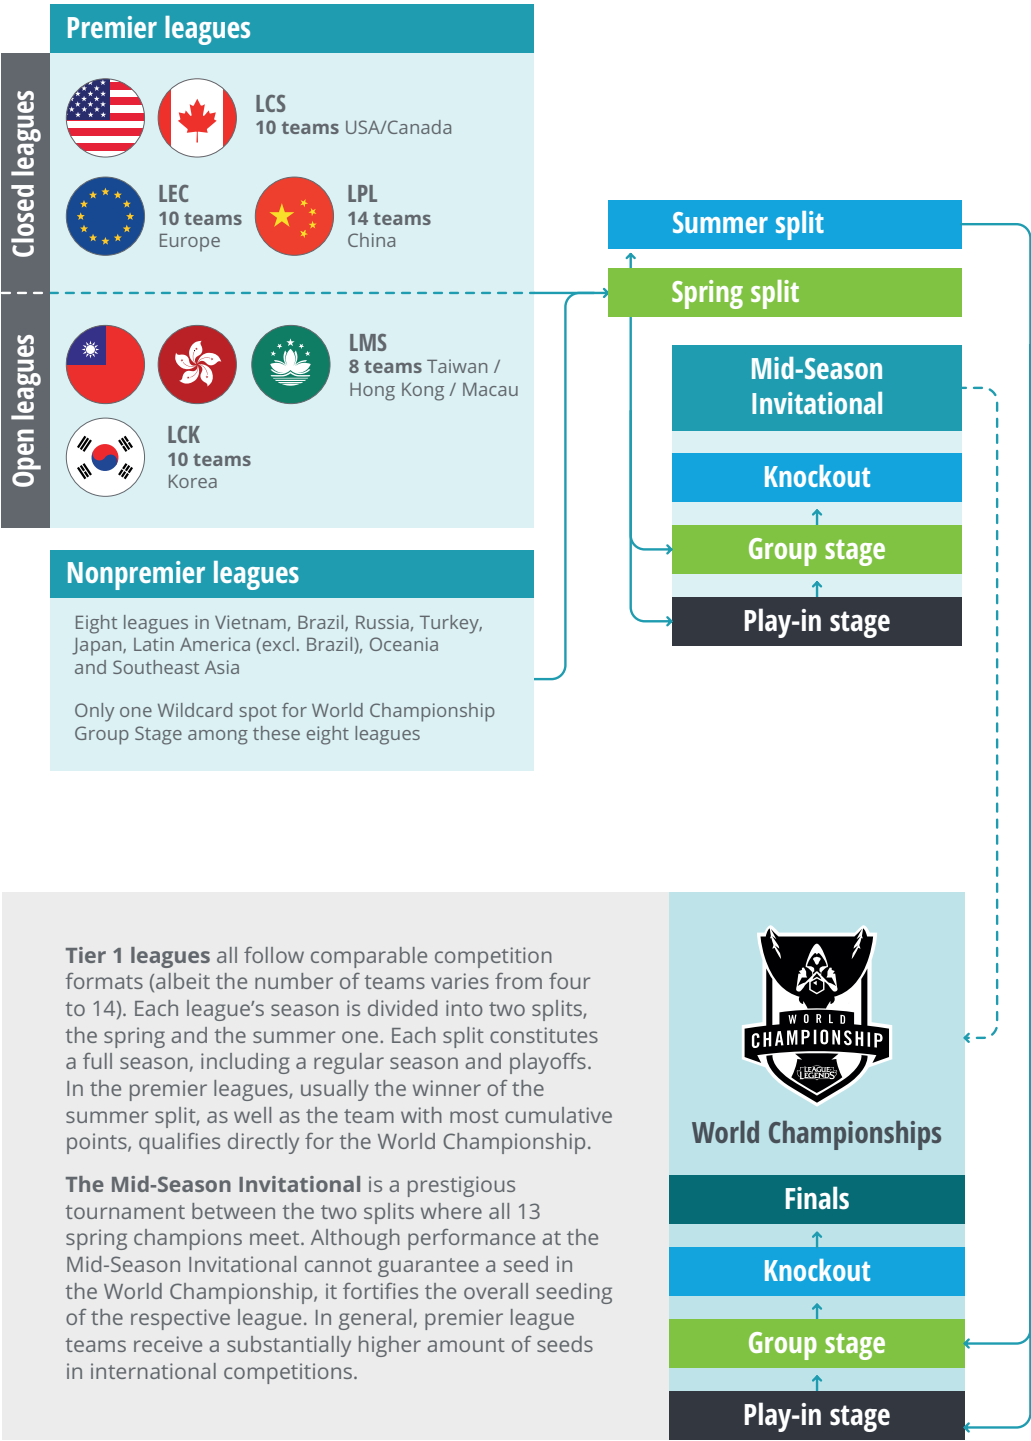 Premier leagues
Closed leagues
LCS
10 teams USA/Canada
LEC
10 teams
Europe
LPL
14 teams
China
Open leagues
LMS
8 teams Taiwan /
Hong Kong / Macau
LCK
10 teams
Korea
Nonpremier leagues
Eight leagues in Vietnam, Brazil, Russia, Turkey,
Japan, Latin America (excl. Brazil), Oceania
and Southeast Asia
Only one Wildcard spot for World Championship
Group Stage among these eight leagues
Summer split
Spring split
Mid-Season
Invitational
Knockout
Group stage
Play-in stage
Tier 1 leagues all follow comparable competition
formats (albeit the number of teams varies from four
to 14). Each league’s season is divided into two splits,
the spring and the summer one. Each split constitutes
a full season, including a regular season and playoffs.
In the premier leagues, usually the winner of the
summer split, as well as the team with most cumulative
points, qualifies directly for the World Championship.
The Mid-Season Invitational is a prestigious
tournament between the two splits where all 13
spring champions meet. Although performance at the
Mid-Season Invitational cannot guarantee a seed in
the World Championship, it fortifies the overall seeding
of the respective league. In general, premier league
teams receive a substantially higher amount of seeds
in international competitions.
WORLD
CHAMPIONSHIP
LEAGUE
LEGENDS
World Championships
Finals
Knockout
Group stage
Play-in stage